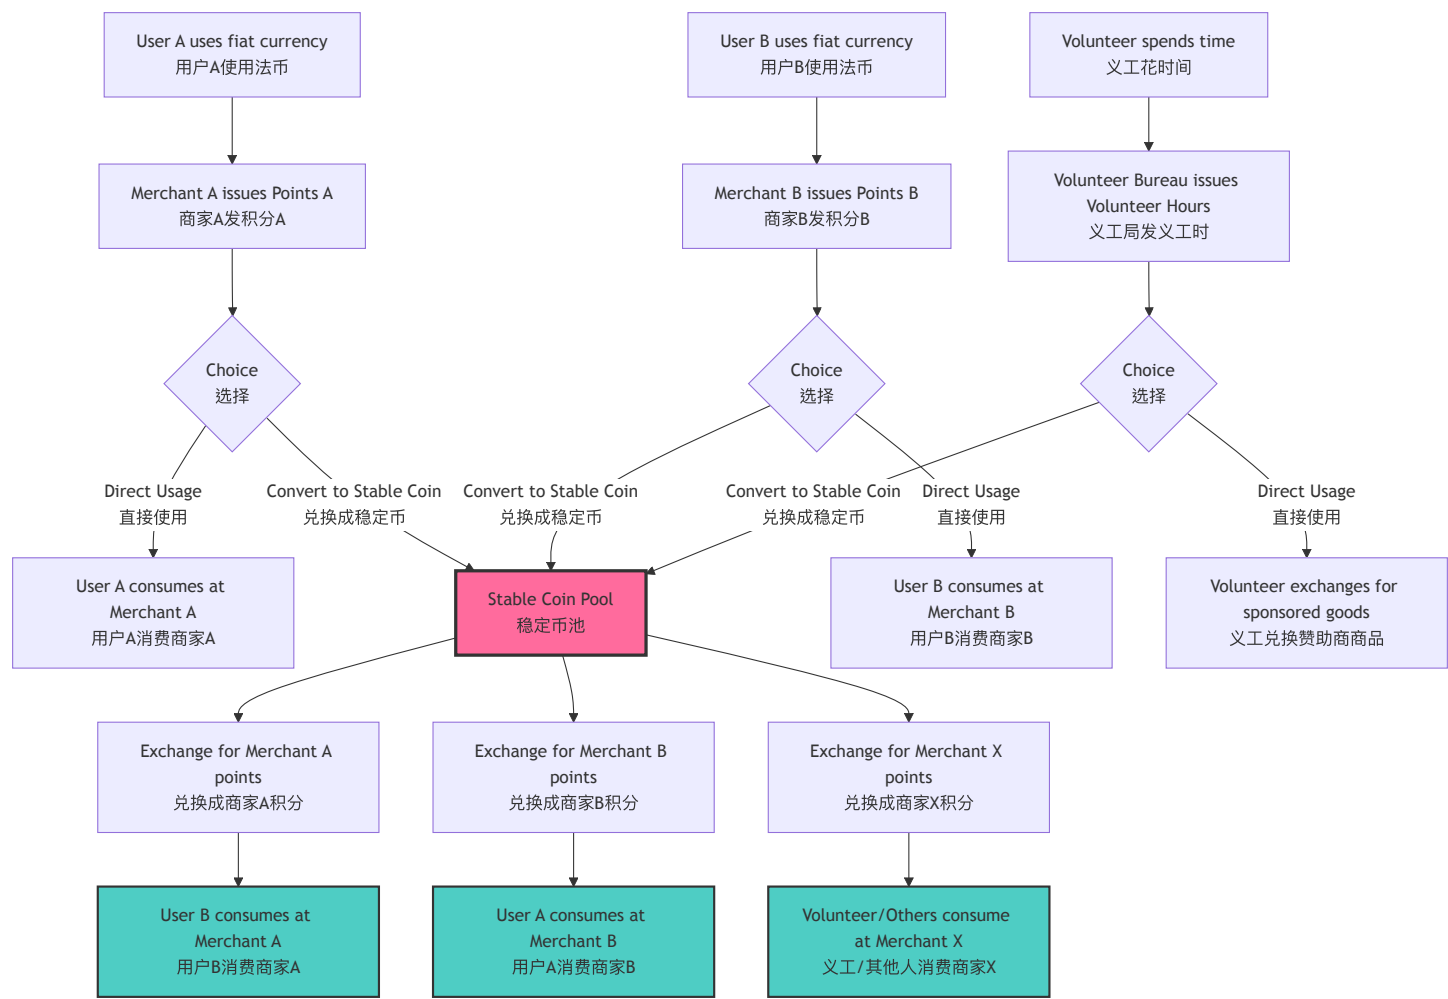 User A uses fiat currency
用户A使用法币
User B uses fiat currency
用户B使用法币
Volunteer spends time
义工花时间
Merchant A issues Points A
商家A发积分A
Merchant B issues Points B
商家B发积分B
Volunteer Bureau issues
Volunteer Hours
义工局发义工时
Choice
选择
Choice
选择
Choice
选择
Direct Usage
直接使用
Convert to Stable Coin
兑换成稳定币
Convert to Stable Coin
兑换成稳定币
Convert to Stable Coin
兑换成稳定币
Direct Usage
直接使用
Direct Usage
直接使用
User A consumes at
Merchant A
用户A消费商家A
Stable Coin Pool
稳定币池
User B consumes at
Merchant B
用户B消费商家B
Volunteer exchanges for
sponsored goods
义工兑换赞助商商品
Exchange for Merchant A
points
兑换成商家A积分
Exchange for Merchant B
points
兑换成商家B积分
Exchange for Merchant X
points
兑换成商家X积分
User B consumes at
Merchant A
用户B消费商家A
User A consumes at
Merchant B
用户A消费商家B
Volunteer/Others consume
at Merchant X
义工/其他人消费商家X